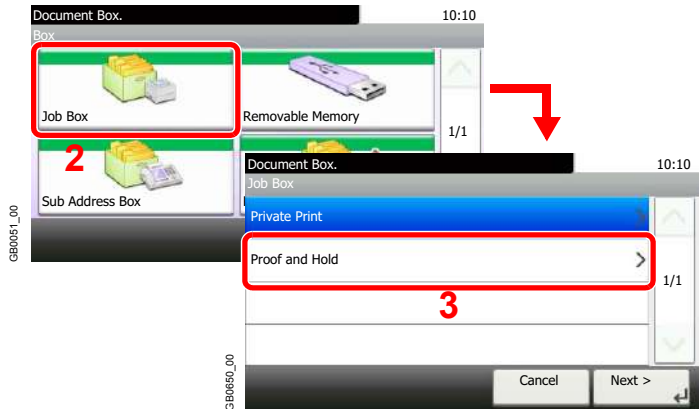 Document Box.
10:10
Box
Job Box
Removable Memory
1/1
2
Sub Address Box
GB0051_00
Document Box.
10:10
Job Box
Private Print
Proof and Hold
1/1
3
Cancel
Next >
GB0650_00